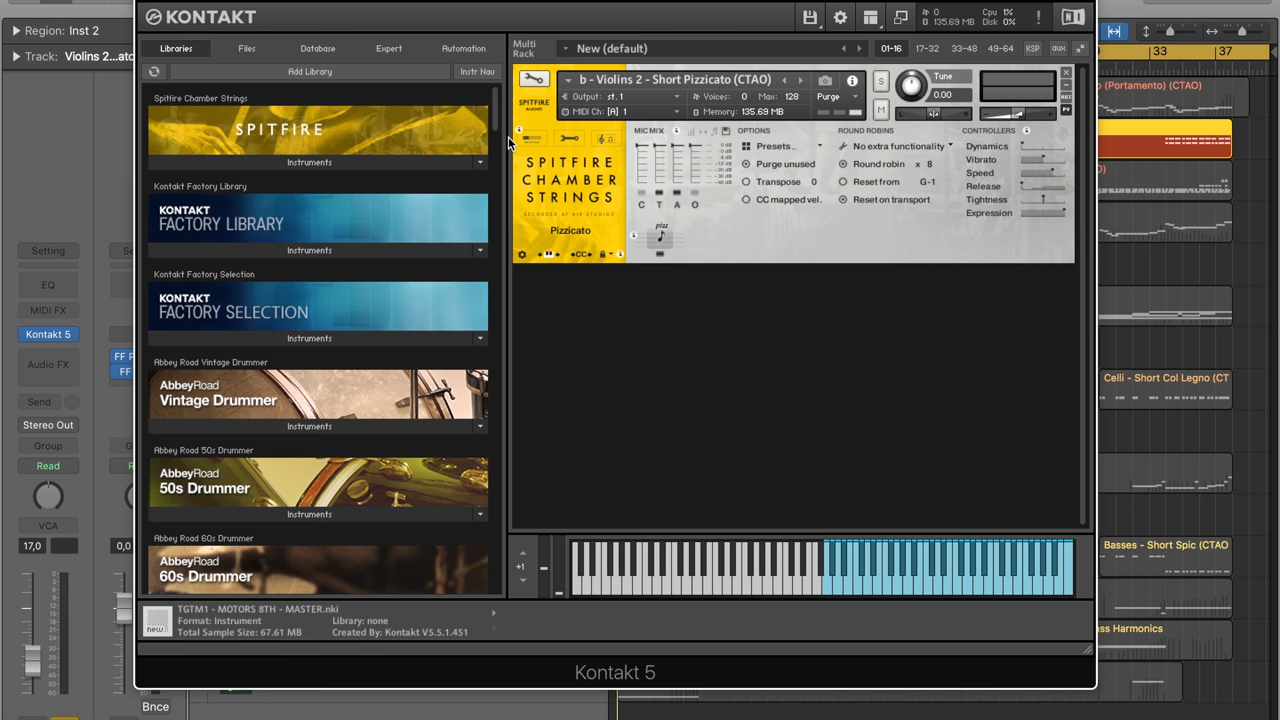 Region: Inst 2
Track: Violins 2...ato
Setting
EQ
MIDI FX
Kontakt 5
Audio FX
Send
Stereo Out
Group
Read
VCA
17,0
0,0
Bnce
KONTAKT
0
135.69 MB
Cpu 1%
Disk 0%
Libraries
Files
Database
Expert
Automation
Add Library
Instr Nav
Spitfire Chamber Strings
SPITFIRE
Instruments
Kontakt Factory Library
KONTAKT
FACTORY LIBRARY
Instruments
Kontakt Factory Selection
KONTAKT
FACTORY SELECTION
Instruments
Abbey Road Vintage Drummer
AbbeyRoad
Vintage Drummer
Instruments
Abbey Road 50s Drummer
AbbeyRoad
50s Drummer
Instruments
Abbey Road 60s Drummer
AbbeyRoad
60s Drummer
Multi
Rack
New (default)
01-16
17-32
33-48
49-64
KSP
AUX
SPITFIRE
AUDIO
b - Violins 2 - Short Pizzicato (CTAO)
Output: st. 1
Voices: 0 Max: 128
Purge
MIDI Ch: [A] 1
Memory: 135.69 MB
S
M
Tune
0.00
SPITFIRE
CHAMBER
STRINGS
RECORDED AT AIR STUDIOS
Pizzicato
CC
MIC MIX
C T A O
pizz
OPTIONS
Presets..
Purge unused
Transpose 0
CC mapped vel.
ROUND ROBINS
No extra functionality
Round robin x 8
Reset from G-1
Reset on transport
CONTROLLERS
Dynamics
Vibrato
Speed
Release
Tightness
Expression
+1
TGTM1 - MOTORS 8TH - MASTER.nki
Format: Instrument
Library: none
Total Sample Size: 67.61 MB
Created By: Kontakt V5.5.1.451
new
Kontakt 5
33
37
o (Portamento) (CTAO)
Celli - Short Col Legno (CT
Basses - Short Spic (CTAO
ss Harmonics